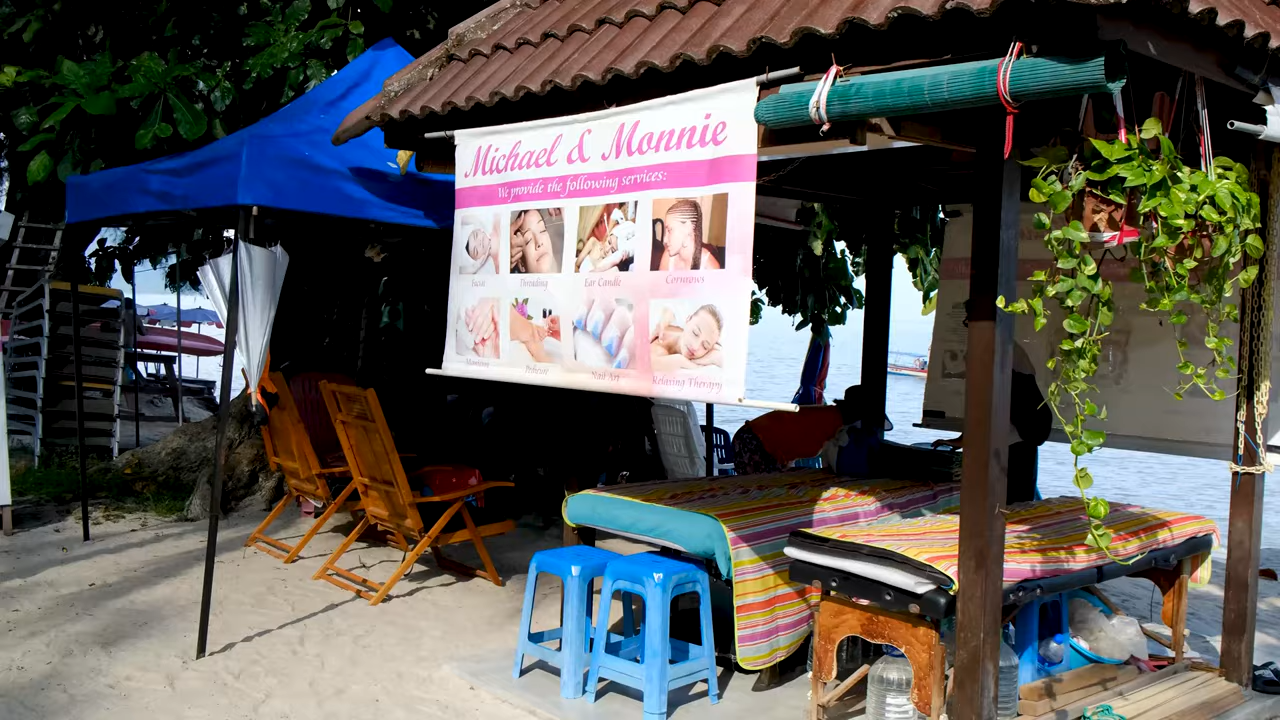 Michael & Monnie
We provide the following services:
Facial Threading Ear Candle Cornrows
Manicure Pedicure Nail Art Relaxing Therapy